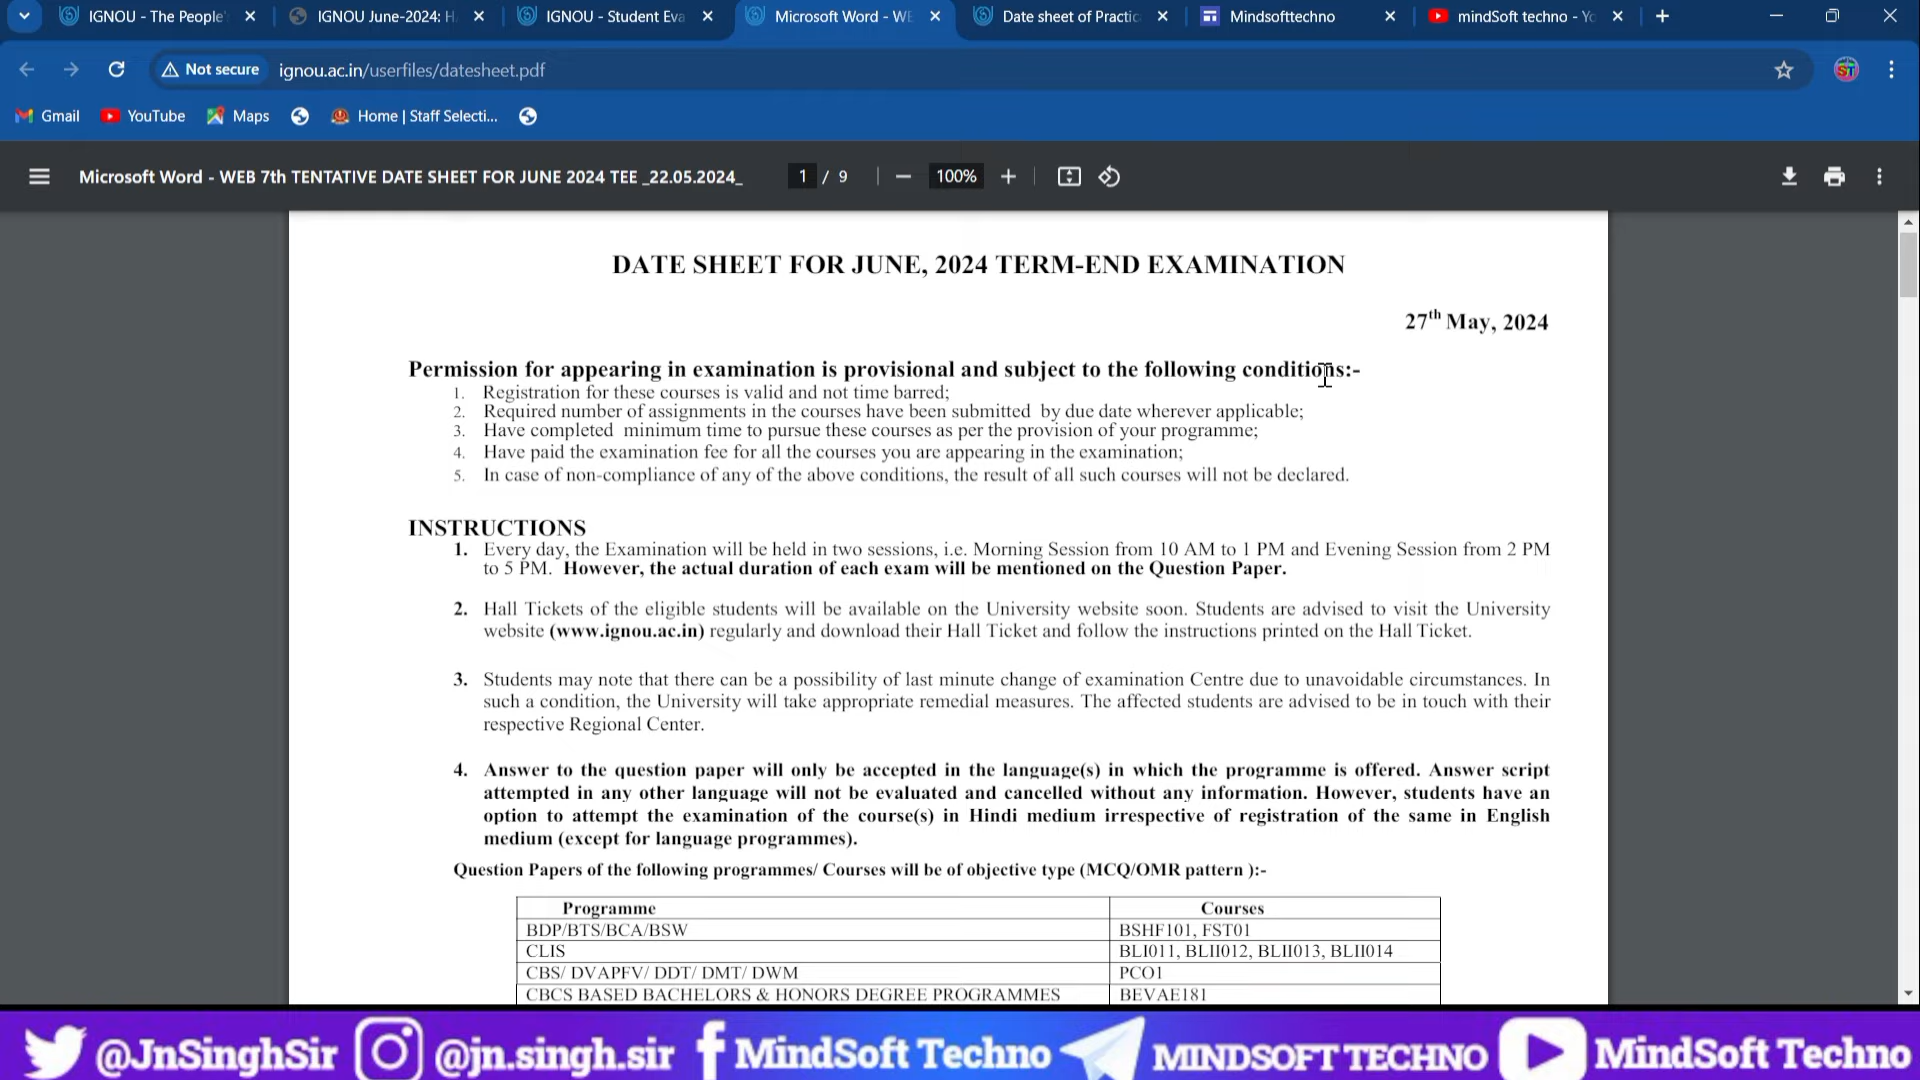 IGNOU - The People'
IGNOU June-2024: H
IGNOU - Student Eva
Microsoft Word - WE
Date sheet of Practic
Mindsofttechno
mindSoft techno - Yo
Not secure
ignou.ac.in/userfiles/datesheet.pdf
Gmail
YouTube
Maps
Home | Staff Selecti...
Microsoft Word - WEB 7th TENTATIVE DATE SHEET FOR JUNE 2024 TEE _22.05.2024_
1 / 9
100%
DATE SHEET FOR JUNE, 2024 TERM-END EXAMINATION
27th May, 2024
Permission for appearing in examination is provisional and subject to the following conditions:-
1. Registration for these courses is valid and not time barred;
2. Required number of assignments in the courses have been submitted by due date wherever applicable;
3. Have completed minimum time to pursue these courses as per the provision of your programme;
4. Have paid the examination fee for all the courses you are appearing in the examination;
5. In case of non-compliance of any of the above conditions, the result of all such courses will not be declared.
INSTRUCTIONS
1. Every day, the Examination will be held in two sessions, i.e. Morning Session from 10 AM to 1 PM and Evening Session from 2 PM
to 5 PM. However, the actual duration of each exam will be mentioned on the Question Paper.
2. Hall Tickets of the eligible students will be available on the University website soon. Students are advised to visit the University
website (www.ignou.ac.in) regularly and download their Hall Ticket and follow the instructions printed on the Hall Ticket.
3. Students may note that there can be a possibility of last minute change of examination Centre due to unavoidable circumstances. In
such a condition, the University will take appropriate remedial measures. The affected students are advised to be in touch with their
respective Regional Center.
4. Answer to the question paper will only be accepted in the language(s) in which the programme is offered. Answer script
attempted in any other language will not be evaluated and cancelled without any information. However, students have an
option to attempt the examination of the course(s) in Hindi medium irrespective of registration of the same in English
medium (except for language programmes).
Question Papers of the following programmes/ Courses will be of objective type (MCQ/OMR pattern ):-
Programme Courses
BDP/BTS/BCA/BSW BSHF101, FST01
CLIS BLI011, BLII012, BLII013, BLII014
CBS/ DVAPFV/ DDT/ DMT/ DWM PCO1
CBCS BASED BACHELORS & HONORS DEGREE PROGRAMMES BEVAE181
@JnSinghSir @jn.singh.sir MindSoft Techno MINDSOFT TECHNO MindSoft Techno